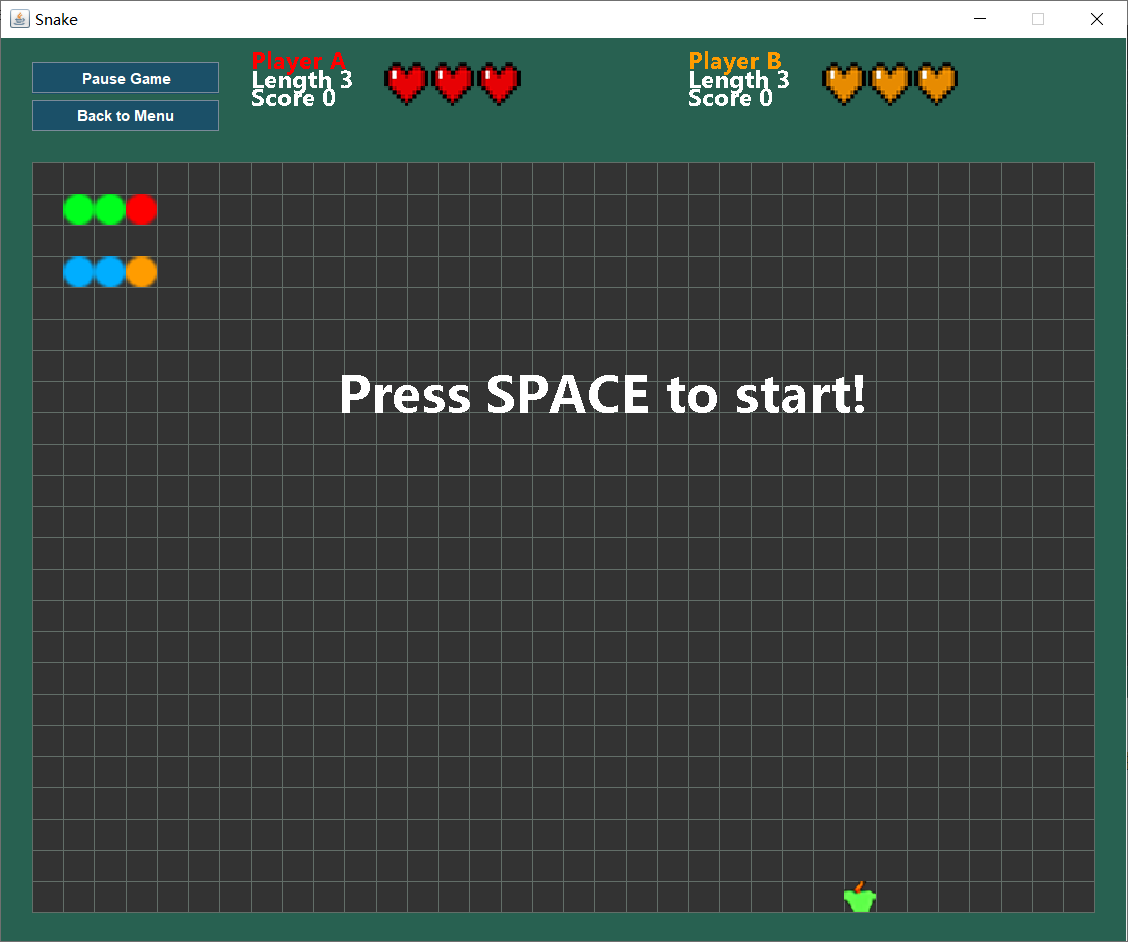 Snake
Pause Game
Back to Menu
Player A
Length 3
Score 0
Player B
Length 3
Score 0
Press SPACE to start!